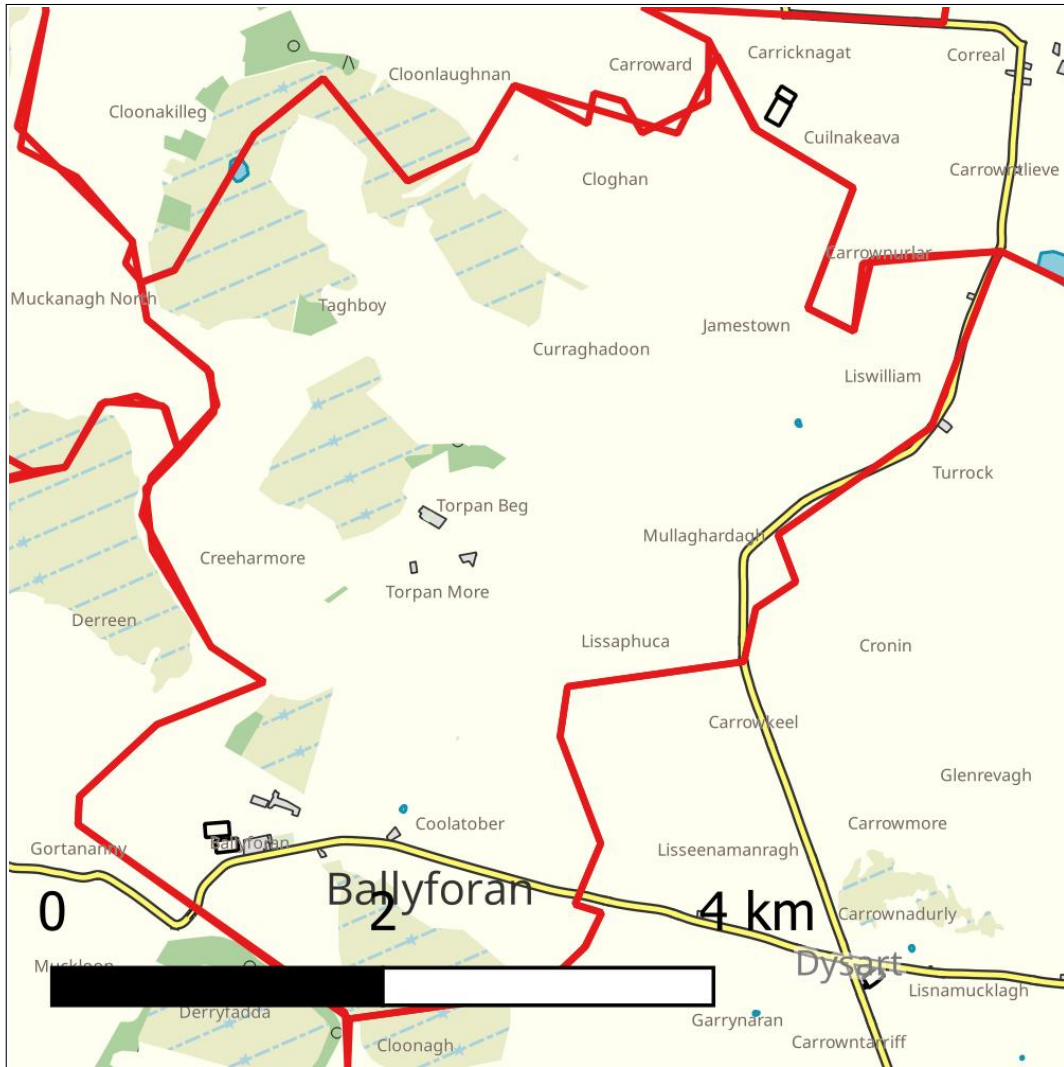 Carricknagat
Correal
Carroward
Cloonlaughnan
Cloonakilleg
Cuilnakeava
Carrowntlieve
Cloghan
Carrownurlar
Muckanagh North
Taghboy
Jamestown
Curraghadoon
Liswilliam
Turrock
Torpan Beg
Mullaghardagh
Creeharmore
Torpan More
Derreen
Lissaphuca
Cronin
Carrowkeel
Glenrevagh
Coolatober
Carrowmore
Ballyforan
Gortananny
Lisseenamanragh
Ballyforan
0 2 4 km
Carrownadurly
Muckloon
Dysart
Lisnamucklagh
Derryfadda
Garrynaran
Cloonagh
Carrowntarriff